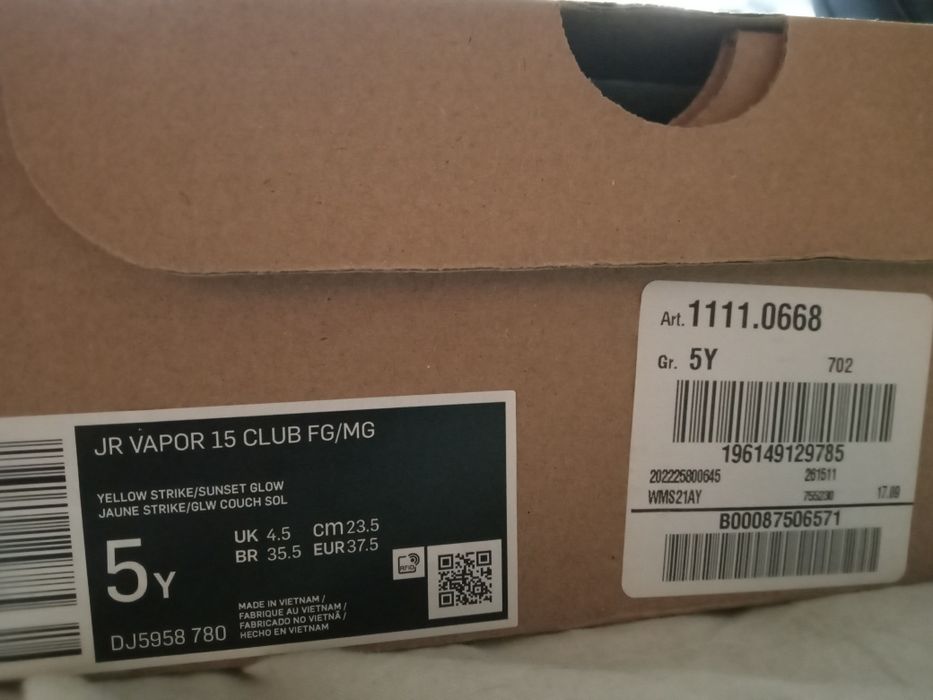 JR VAPOR 15 CLUB FG/MG
YELLOW STRIKE/SUNSET GLOW
JAUNE STRIKE/GLW COUCH SOL
5Y
UK 4.5 cm 23.5
BR 35.5 EUR 37.5
RFID
MADE IN VIETNAM /
FABRIQUE AU VIETNAM /
FABRICADO NO VIETNÃ /
HECHO EN VIETNAM
DJ5958 780
Art. 1111.0668
Gr. 5Y 702
196149129785
202225800645 261511
WMS21AY 755230 17.09
B00087506571